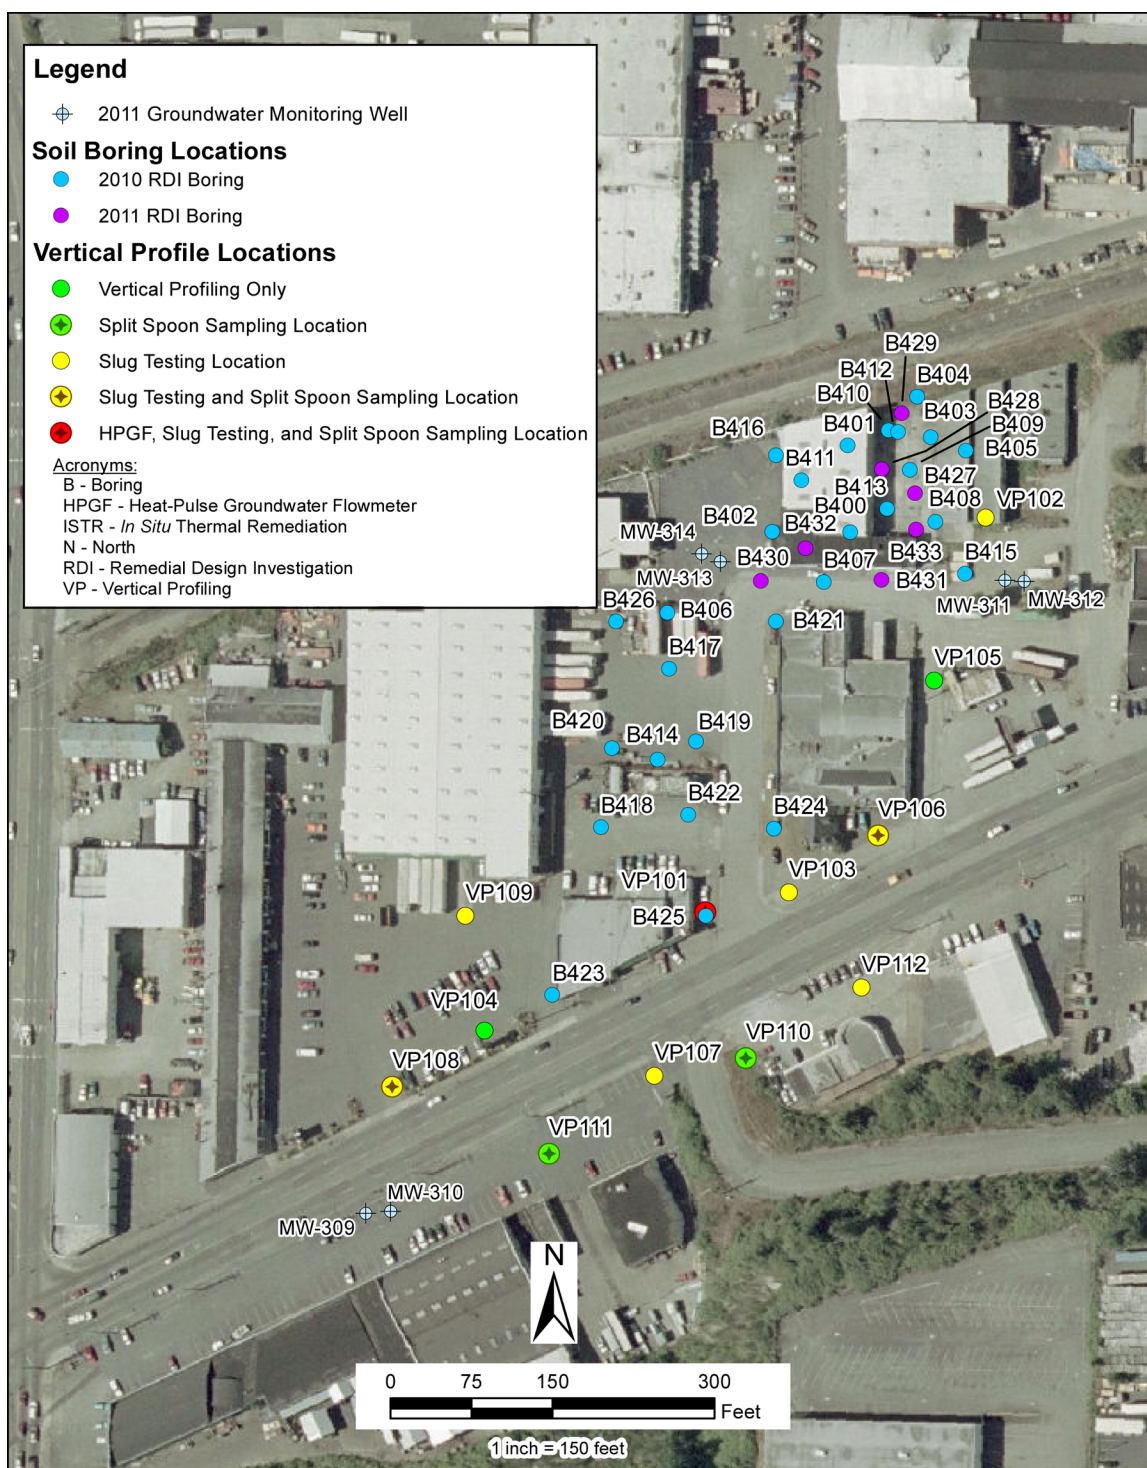 Legend
2011 Groundwater Monitoring Well
Soil Boring Locations
2010 RDI Boring
2011 RDI Boring
Vertical Profile Locations
Vertical Profiling Only
Split Spoon Sampling Location
Slug Testing Location
Slug Testing and Split Spoon Sampling Location
HPGF, Slug Testing, and Split Spoon Sampling Location
Acronyms:
B - Boring
HPGF - Heat-Pulse Groundwater Flowmeter
ISTR - In Situ Thermal Remediation
N - North
RDI - Remedial Design Investigation
VP - Vertical Profiling
B429
B412
B404
B410
B428
B401
B403
B416
B409
B405
B411
B427
B413
B400
B408
VP102
B402
B432
MW-314
B430
B407
B433
B415
MW-313
B431
MW-311
MW-312
B426
B406
B421
B417
VP105
B420
B414
B419
B418
B422
B424
VP106
VP109
VP101
VP103
B425
B423
VP112
VP104
VP110
VP108
VP107
VP111
MW-310
MW-309
N
0 75 150 300
Feet
1 inch = 150 feet